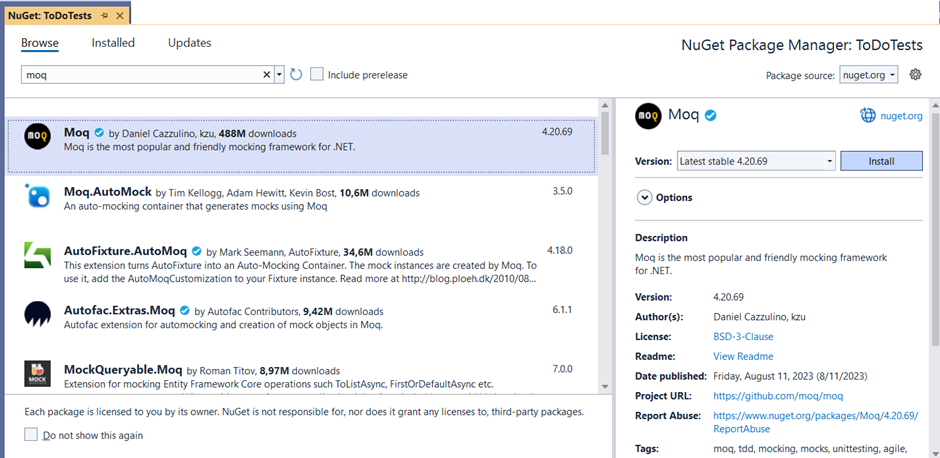 NuGet: ToDoTests
Browse Installed Updates
NuGet Package Manager: ToDoTests
moq
Include prerelease
Package source: nuget.org
MOQ
Moq by Daniel Cazzulino, kzu, 488M downloads 4.20.69
Moq is the most popular and friendly mocking framework for .NET.
Moq.AutoMock by Tim Kellogg, Adam Hewitt, Kevin Bost, 10,6M downloads 3.5.0
An auto-mocking container that generates mocks using Moq
AutoFixture.AutoMoq by Mark Seemann, AutoFixture, 34,6M downloads 4.18.0
This extension turns AutoFixture into an Auto-Mocking Container. The mock instances are created by Moq. To
use it, add the AutoMoqCustomization to your Fixture instance. Read more at http://blog.ploeh.dk/2010/08...
Autofac.Extras.Moq by Autofac Contributors, 9,42M downloads 6.1.1
Autofac extension for automocking and creation of mock objects in Moq.
MOCK
MockQueryable.Moq by Roman Titov, 8,97M downloads 7.0.0
Extension for mocking Entity Framework Core operations such ToListAsync, FirstOrDefaultAsync etc.
Each package is licensed to you by its owner. NuGet is not responsible for, nor does it grant any licenses to, third-party packages.
Do not show this again
MOQ
Moq
nuget.org
Version: Latest stable 4.20.69 Install
Options
Description
Moq is the most popular and friendly mocking framework
for .NET.
Version: 4.20.69
Author(s): Daniel Cazzulino, kzu
License: BSD-3-Clause
Readme: View Readme
Date published: Friday, August 11, 2023 (8/11/2023)
Project URL: https://github.com/moq/moq
Report Abuse: https://www.nuget.org/packages/Moq/4.20.69/
ReportAbuse
Tags: moq, tdd, mocking, mocks, unittesting, agile,